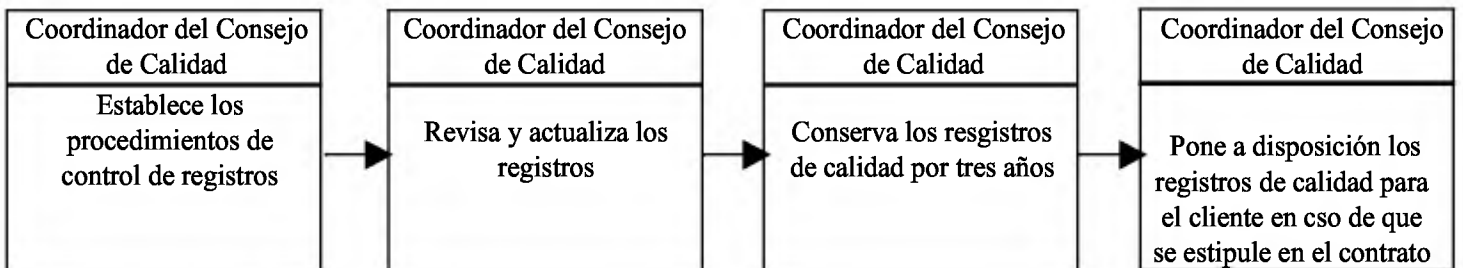 Coordinador del Consejo
de Calidad
Establece los
procedimientos de
control de registros
Coordinador del Consejo
de Calidad
Revisa y actualiza los
registros
Coordinador del Consejo
de Calidad
Conserva los resgistros
de calidad por tres años
Coordinador del Consejo
de Calidad
Pone a disposición los
registros de calidad para
el cliente en cso de que
se estipule en el contrato